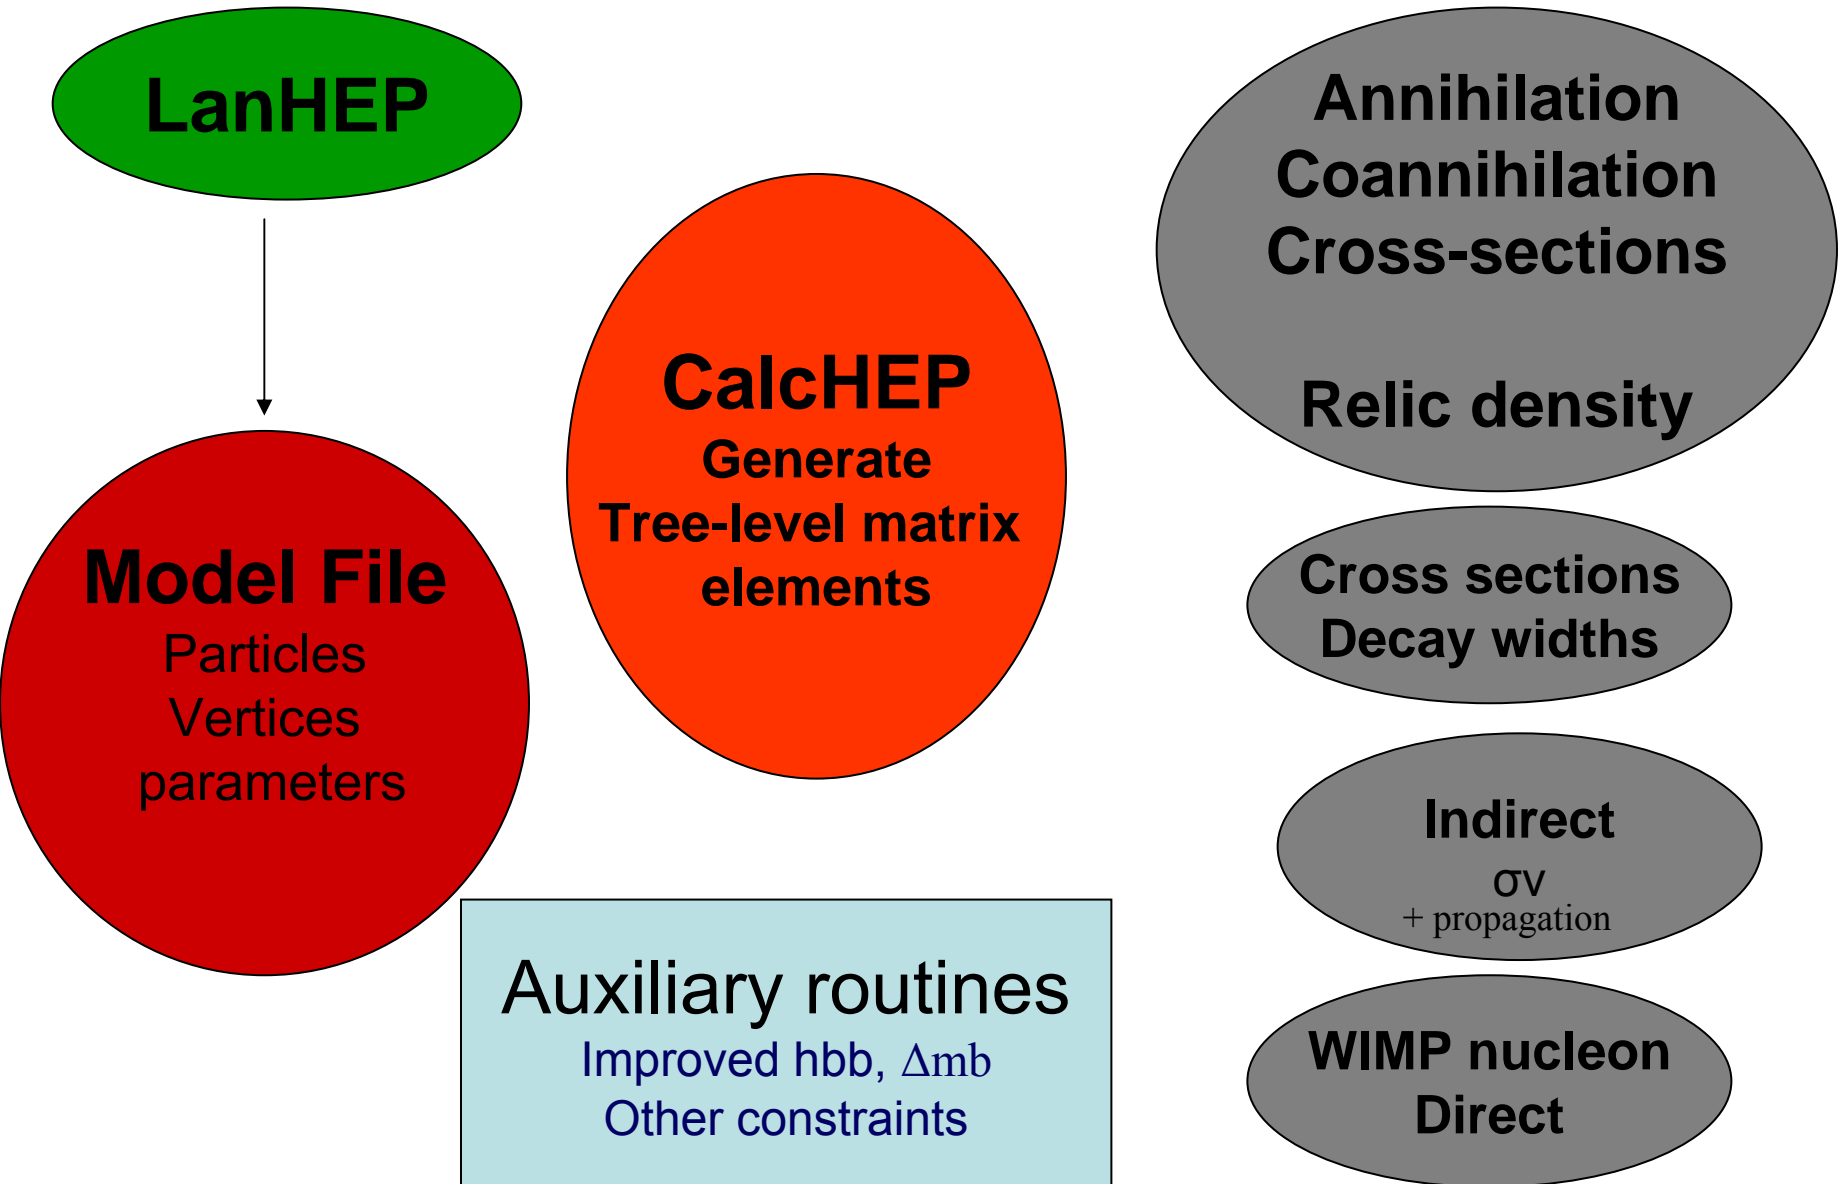 LanHEP
Model File
Particles
Vertices
parameters
CalcHEP
Generate
Tree-level matrix
elements
Auxiliary routines
Improved hbb, Δmb
Other constraints
Annihilation
Coannihilation
Cross-sections
Relic density
Cross sections
Decay widths
Indirect
σv
+ propagation
WIMP nucleon
Direct